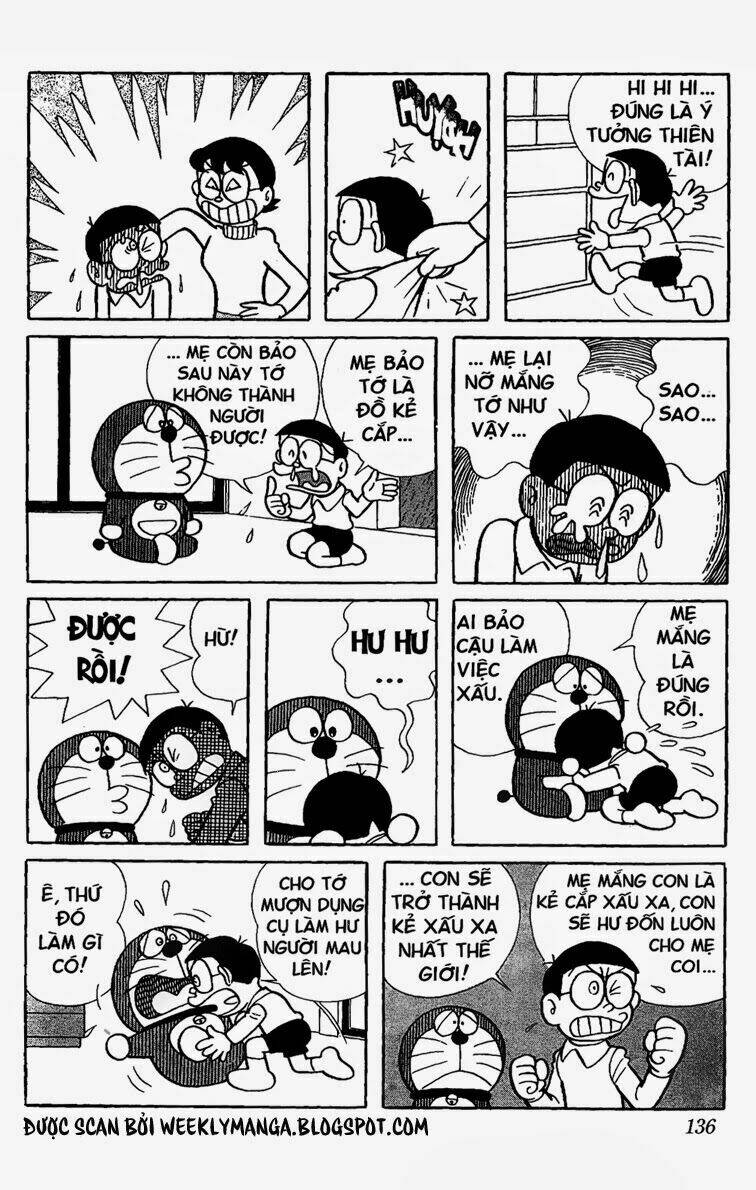 HI HI HI...
ĐÚNG LÀ Ý
TƯỞNG THIÊN
TÀI!
HUỴCH
SAO...
SAO...
... MẸ LẠI
NỠ MẮNG
TỚ NHƯ
VẬY...
MẸ BẢO
TỚ LÀ
ĐỒ KẺ
CẮP...
... MẸ CÒN BẢO
SAU NÀY TỚ
KHÔNG THÀNH
NGƯỜI
ĐƯỢC!
MẸ
MẮNG
LÀ
ĐÚNG
RỒI.
AI BẢO
CẬU LÀM
VIỆC
XẤU.
HU HU
...
HỪ!
ĐƯỢC
RỒI!
MẸ MẮNG CON LÀ
KẺ CẮP XẤU XA, CON
SẼ HƯ ĐỐN LUÔN
CHO MẸ
COI...
... CON SẼ
TRỞ THÀNH
KẺ XẤU XA
NHẤT THẾ
GIỚI!
CHO TỚ
MƯỢN DỤNG
CỤ LÀM HƯ
NGƯỜI MAU
LÊN!
Ê, THỨ
ĐÓ
LÀM GÌ
CÓ!
ĐƯỢC SCAN BỞI WEEKLYMANGA.BLOGSPOT.COM
136